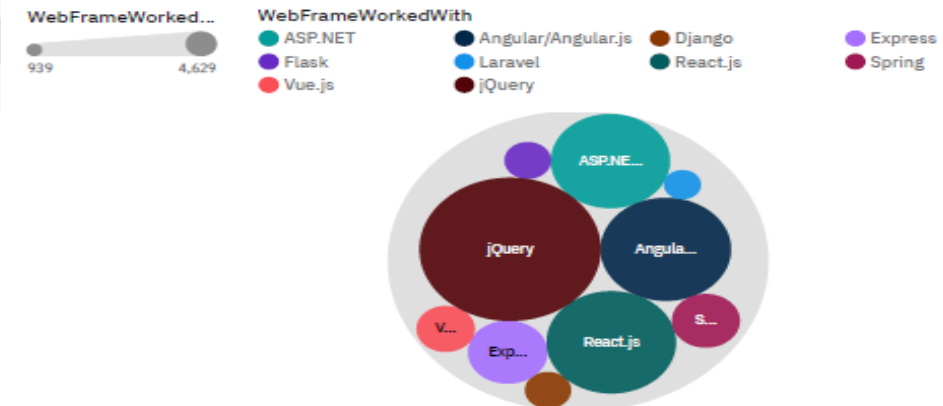 WebFrameWorked...
939 4,629
WebFrameWorkedWith
ASP.NET Angular/Angular.js Django Express
Flask Laravel React.js Spring
Vue.js jQuery
ASP.NE...
jQuery
Angula...
S...
V...
React.js
Exp...